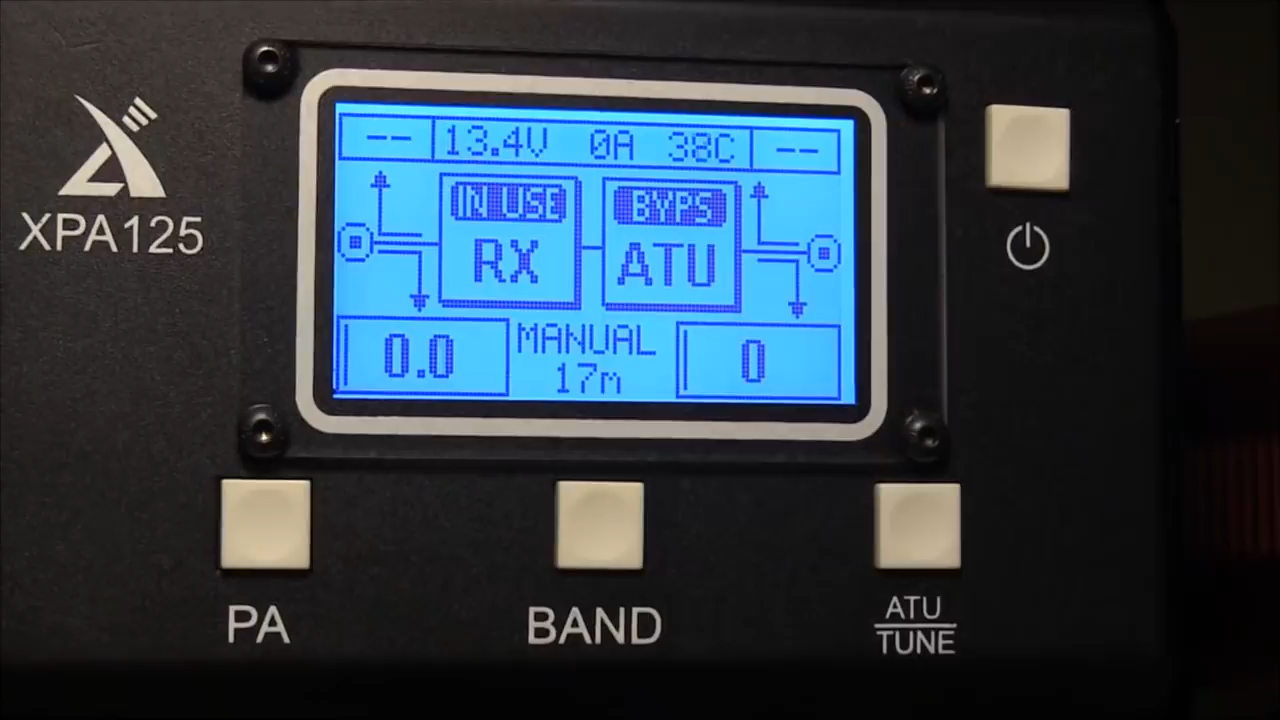 XPA125
-- 13.4V 0A 38C --
IN USE BYPS
RX ATU
0.0 MANUAL 0
17m
PA BAND ATU
TUNE